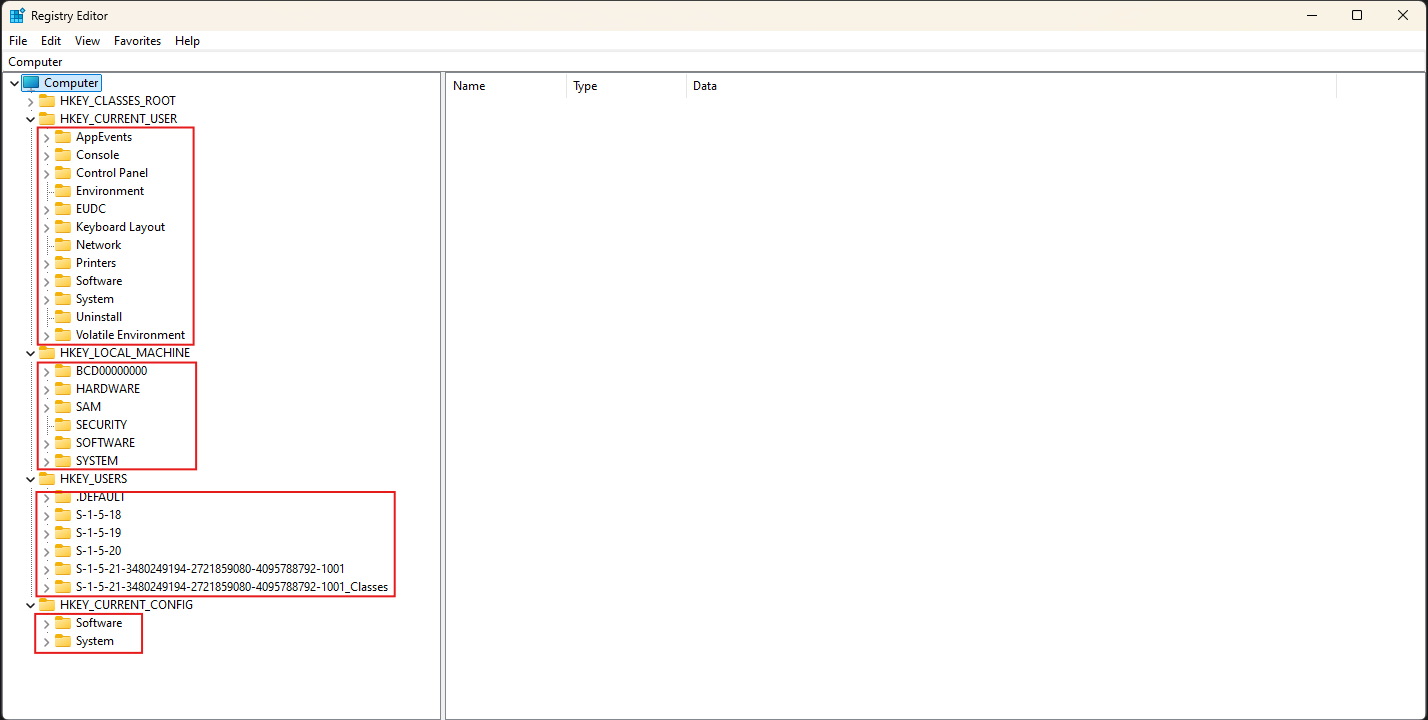 Registry Editor
File Edit View Favorites Help
Computer
Name Type Data
Computer
HKEY_CLASSES_ROOT
HKEY_CURRENT_USER
AppEvents
Console
Control Panel
Environment
EUDC
Keyboard Layout
Network
Printers
Software
System
Uninstall
Volatile Environment
HKEY_LOCAL_MACHINE
BCD00000000
HARDWARE
SAM
SECURITY
SOFTWARE
SYSTEM
HKEY_USERS
.DEFAULT
S-1-5-18
S-1-5-19
S-1-5-20
S-1-5-21-3480249194-2721859080-4095788792-1001
S-1-5-21-3480249194-2721859080-4095788792-1001_Classes
HKEY_CURRENT_CONFIG
Software
System